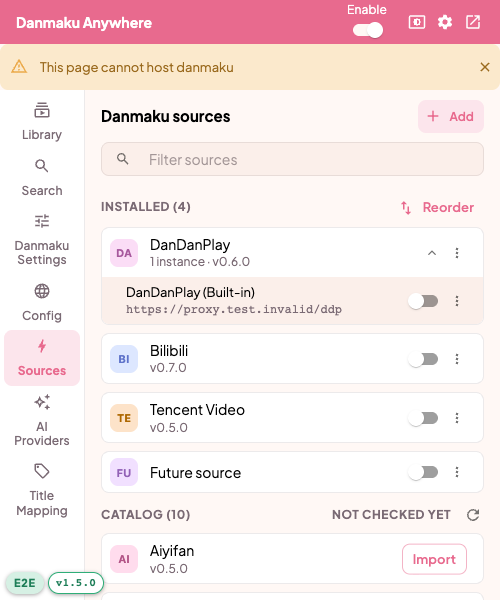 Danmaku Anywhere
Enable
This page cannot host danmaku
Library
Search
Danmaku
Settings
Config
Sources
AI
Providers
Title
Mapping
E2E
v1.5.0
Danmaku sources
Add
Filter sources
INSTALLED (4)
Reorder
DA
DanDanPlay
1 instance · v0.6.0
DanDanPlay (Built-in)
https://proxy.test.invalid/ddp
BI
Bilibili
v0.7.0
TE
Tencent Video
v0.5.0
FU
Future source
CATALOG (10)
NOT CHECKED YET
AI
Aiyifan
v0.5.0
Import